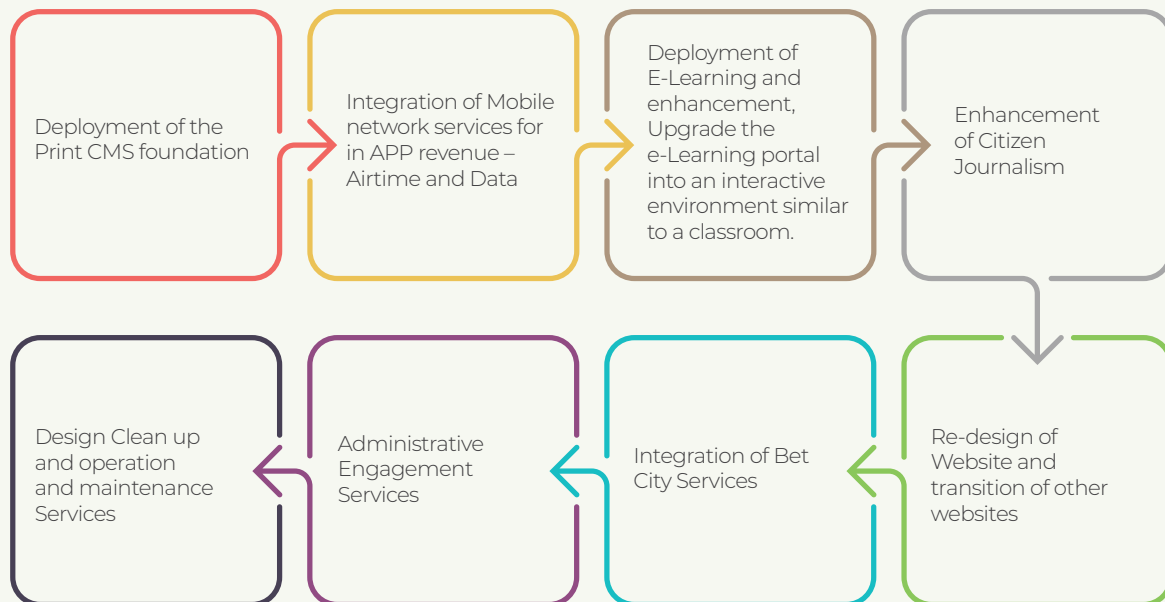 Deployment of the
Print CMS foundation
Integration of Mobile
network services for
in APP revenue –
Airtime and Data
Deployment of
E-Learning and
enhancement,
Upgrade the
e-Learning portal
into an interactive
environment similar
to a classroom.
Enhancement
of Citizen
Journalism
Re-design of
Website and
transition of other
websites
Integration of Bet
City Services
Administrative
Engagement
Services
Design Clean up
and operation
and maintenance
Services